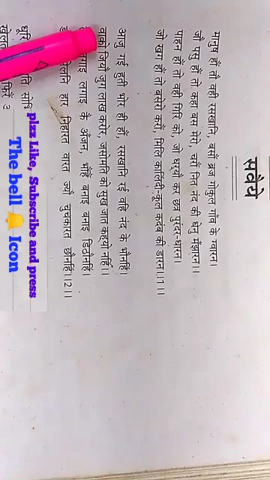 सवैये
मानुष हौं तो वही रसखानि, बसौं ब्रज गोकुल गाँव के ग्वारन।
जौ पसु हौं तो कहा बस मेरो, चरौं नित नंद की धेनु मँझारन।।
पाहन हौं तो वही गिरि को, जो धर्यौ कर छत्र पुरंदर-धारन।
जौ खग हौं तो बसेरो करौं, मिलि कालिंदी-कूल कदंब की डारन।।1।।
आजु गई हुती भोर ही हौं, रसखानि रई वहि नंद के भौनहिं।
वाको जियौ जुग लाख करोर, जसोमति को सुख जात कह्यौ नहिं।।
लगाइ कै अँजन, भौंहैं बनाइ बनाइ डिठौनहिं।
हार निहारत वारत ज्यौं चुचकारत छौनहिं।।2।।
धूरि
plzz Like, Subscribe and press
The bell Icon